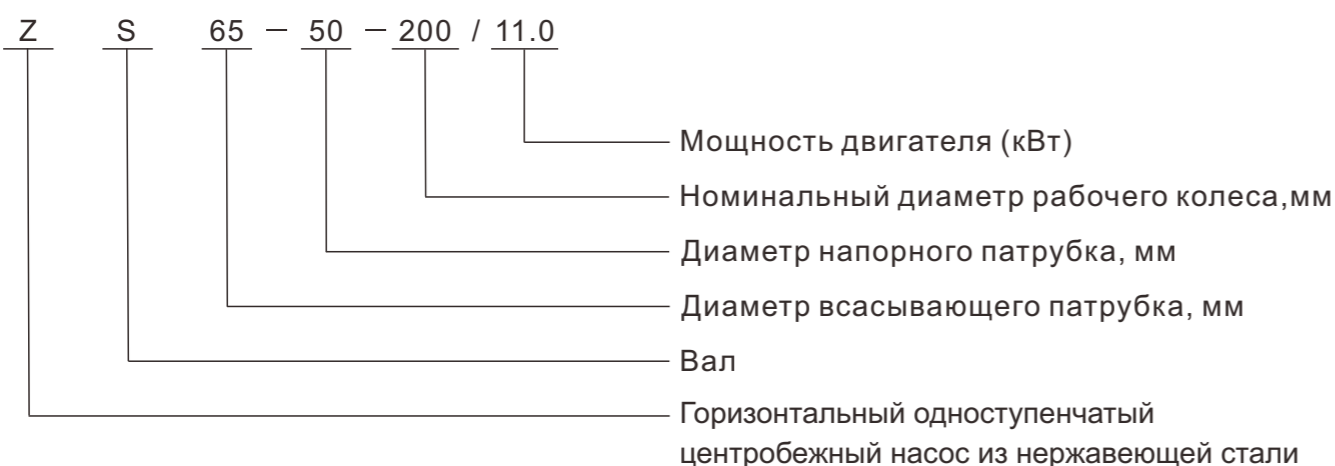 Z S 65 — 50 — 200 / 11.0
Мощность двигателя (кВт)
Номинальный диаметр рабочего колеса,мм
Диаметр напорного патрубка, мм
Диаметр всасывающего патрубка, мм
Вал
Горизонтальный одноступенчатый
центробежный насос из нержавеющей стали